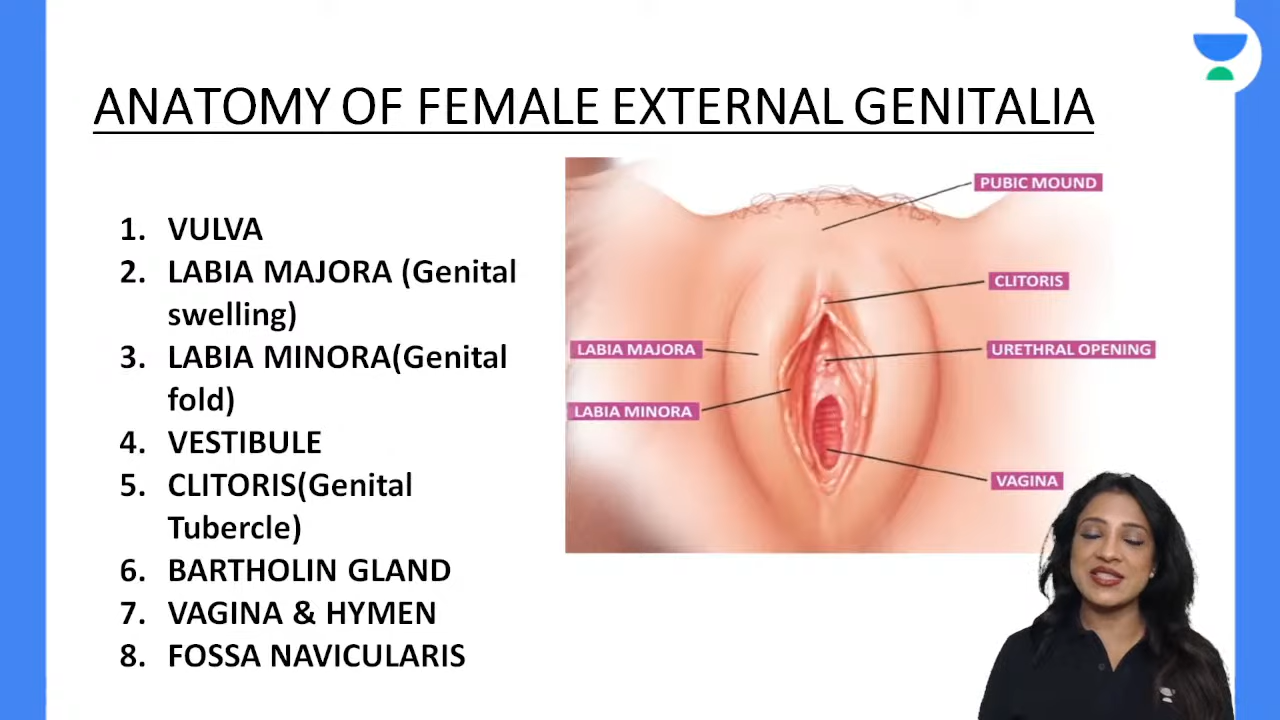 ANATOMY OF FEMALE EXTERNAL GENITALIA
1. VULVA
2. LABIA MAJORA (Genital
swelling)
3. LABIA MINORA(Genital
fold)
4. VESTIBULE
5. CLITORIS(Genital
Tubercle)
6. BARTHOLIN GLAND
7. VAGINA & HYMEN
8. FOSSA NAVICULARIS
PUBIC MOUND
CLITORIS
LABIA MAJORA
URETHRAL OPENING
LABIA MINORA
VAGINA